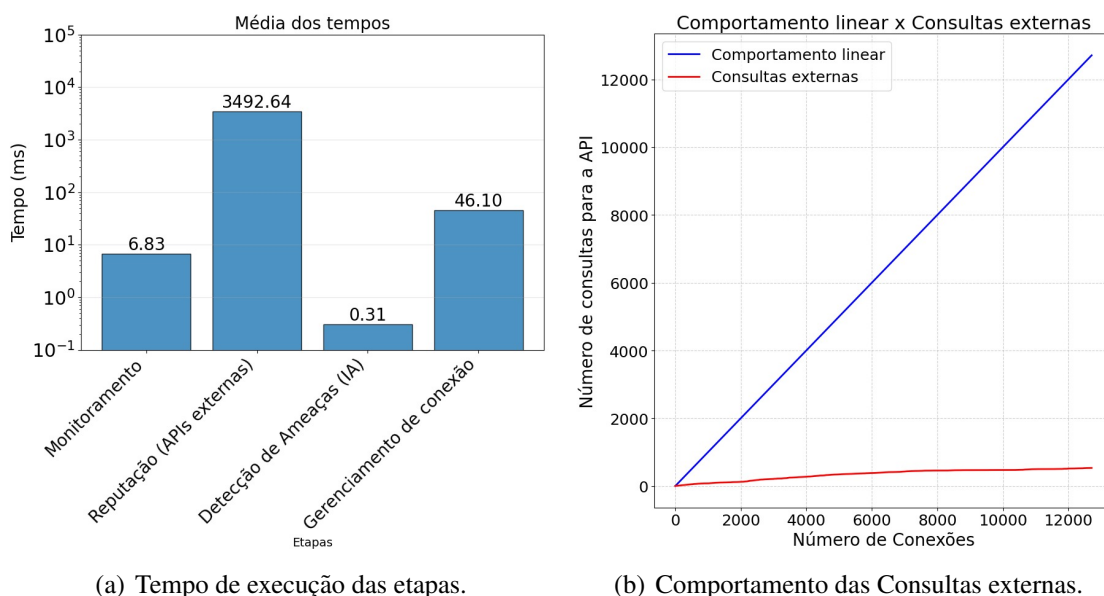 Média dos tempos
10^5
10^4
10^3
10^2
10^1
10^0
10^−1
Tempo (ms)
6.83
3492.64
0.31
46.10
Monitoramento
Reputação (APIs externas)
Detecção de Ameaças (IA)
Gerenciamento de conexão
Etapas
(a) Tempo de execução das etapas.
Comportamento linear x Consultas externas
Comportamento linear
Consultas externas
12000
10000
8000
6000
4000
2000
0
Número de consultas para a API
0 2000 4000 6000 8000 10000 12000
Número de Conexões
(b) Comportamento das Consultas externas.